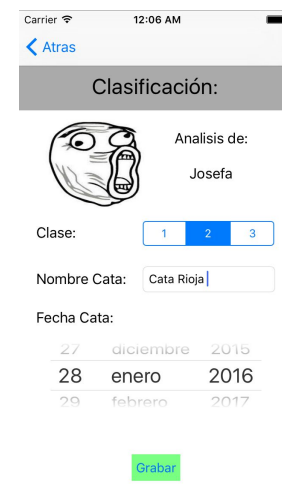 Carrier 12:06 AM
Atras
Clasificación:
Analisis de:
Josefa
Clase: 1 2 3
Nombre Cata: Cata Rioja
Fecha Cata:
27 diciembre 2015
28 enero 2016
29 febrero 2017
Grabar